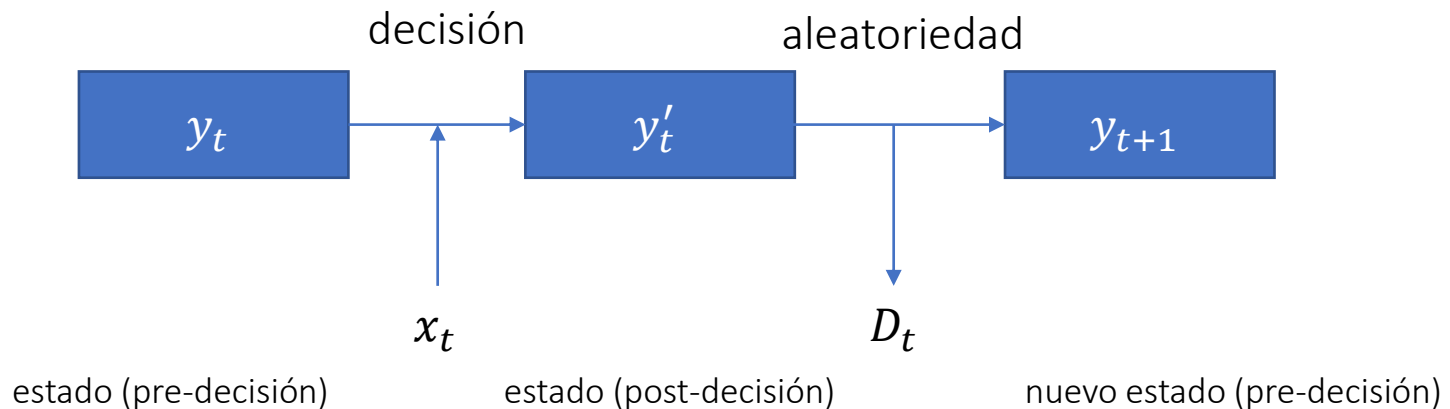 decisión
aleatoriedad
y_t
y'_t
y_{t+1}
x_t
D_t
estado (pre-decisión)
estado (post-decisión)
nuevo estado (pre-decisión)